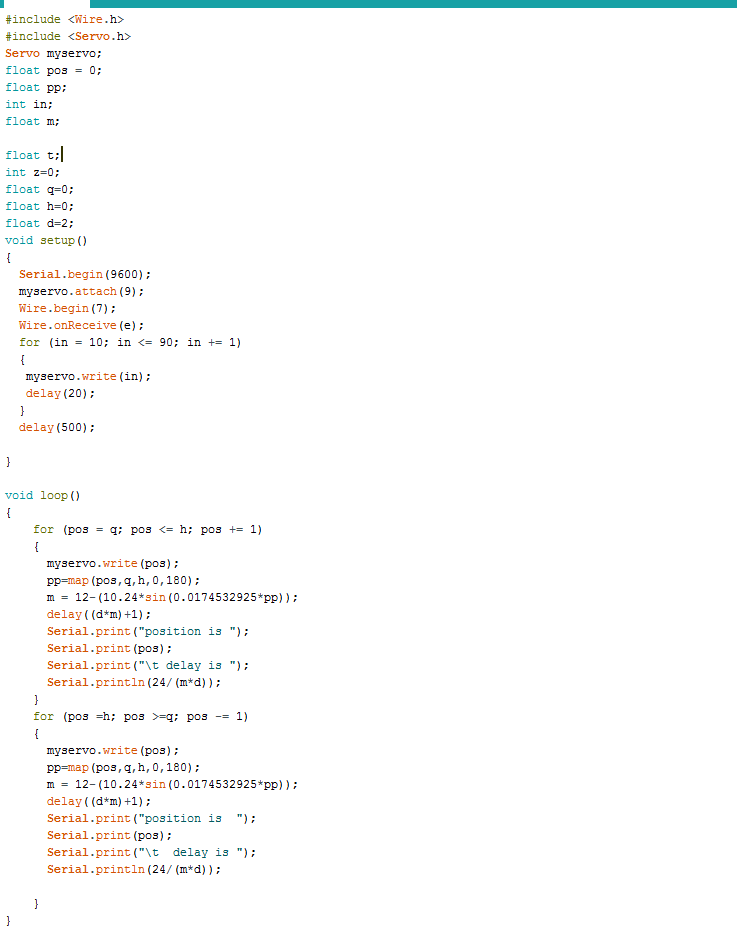 #include <Wire.h>
#include <Servo.h>
Servo myservo;
float pos = 0;
float pp;
int in;
float m;
float t;
int z=0;
float q=0;
float h=0;
float d=2;
void setup()
{
Serial.begin(9600);
myservo.attach(9);
Wire.begin(7);
Wire.onReceive(e);
for (in = 10; in <= 90; in += 1)
{
myservo.write(in);
delay(20);
}
delay(500);
}
void loop()
{
for (pos = q; pos <= h; pos += 1)
{
myservo.write(pos);
pp=map(pos,q,h,0,180);
m = 12-(10.24*sin(0.0174532925*pp));
delay((d*m)+1);
Serial.print("position is ");
Serial.print(pos);
Serial.print("\t delay is ");
Serial.println(24/(m*d));
}
for (pos =h; pos >=q; pos -= 1)
{
myservo.write(pos);
pp=map(pos,q,h,0,180);
m = 12-(10.24*sin(0.0174532925*pp));
delay((d*m)+1);
Serial.print("position is  ");
Serial.print(pos);
Serial.print("\t  delay is ");
Serial.println(24/(m*d));
}
}